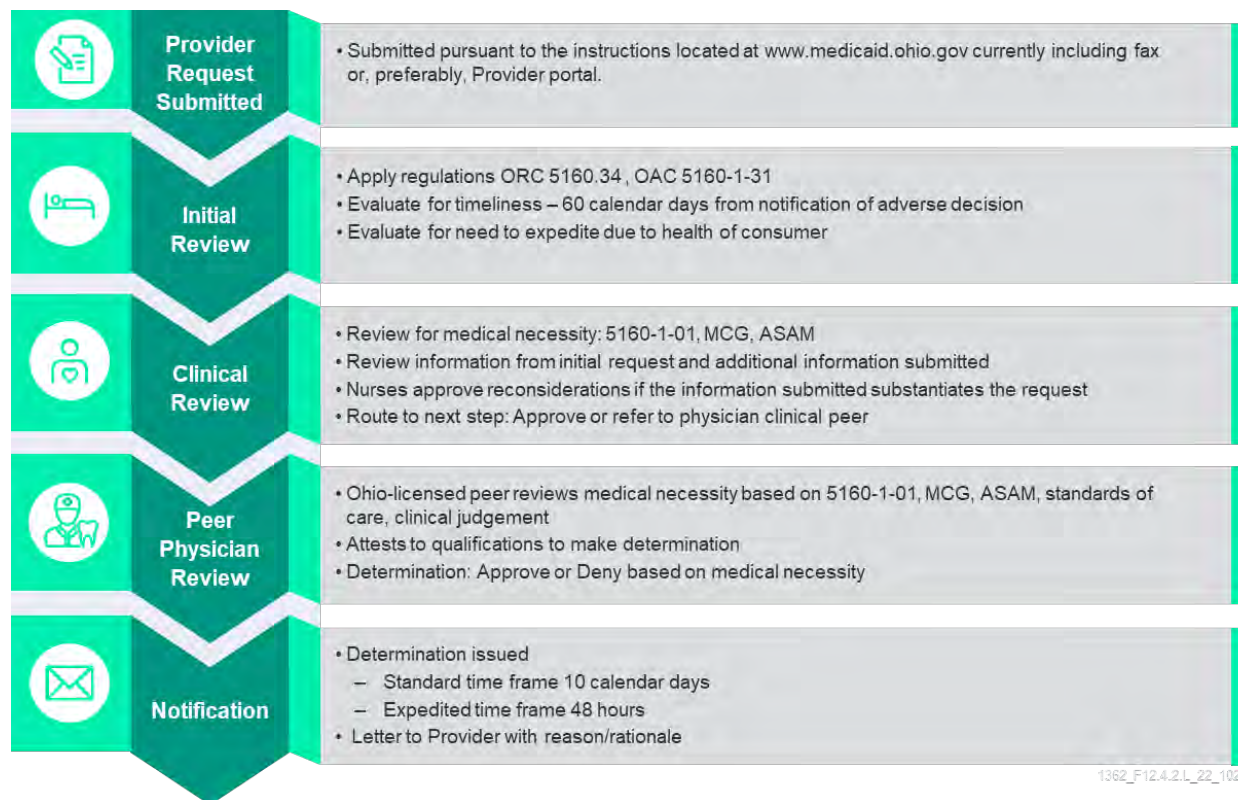 Provider
Request
Submitted
• Submitted pursuant to the instructions located at www.medicaid.ohio.gov currently including fax
or, preferably, Provider portal.
Initial
Review
• Apply regulations ORC 5160.34 , OAC 5160-1-31
• Evaluate for timeliness – 60 calendar days from notification of adverse decision
• Evaluate for need to expedite due to health of consumer
Clinical
Review
• Review for medical necessity: 5160-1-01, MCG, ASAM
• Review information from initial request and additional information submitted
• Nurses approve reconsiderations if the information submitted substantiates the request
• Route to next step: Approve or refer to physician clinical peer
Peer
Physician
Review
• Ohio-licensed peer reviews medical necessity based on 5160-1-01, MCG, ASAM, standards of
care, clinical judgement
• Attests to qualifications to make determination
• Determination: Approve or Deny based on medical necessity
Notification
• Determination issued
– Standard time frame 10 calendar days
– Expedited time frame 48 hours
• Letter to Provider with reason/rationale
1362_F12.4.2.L_22_102